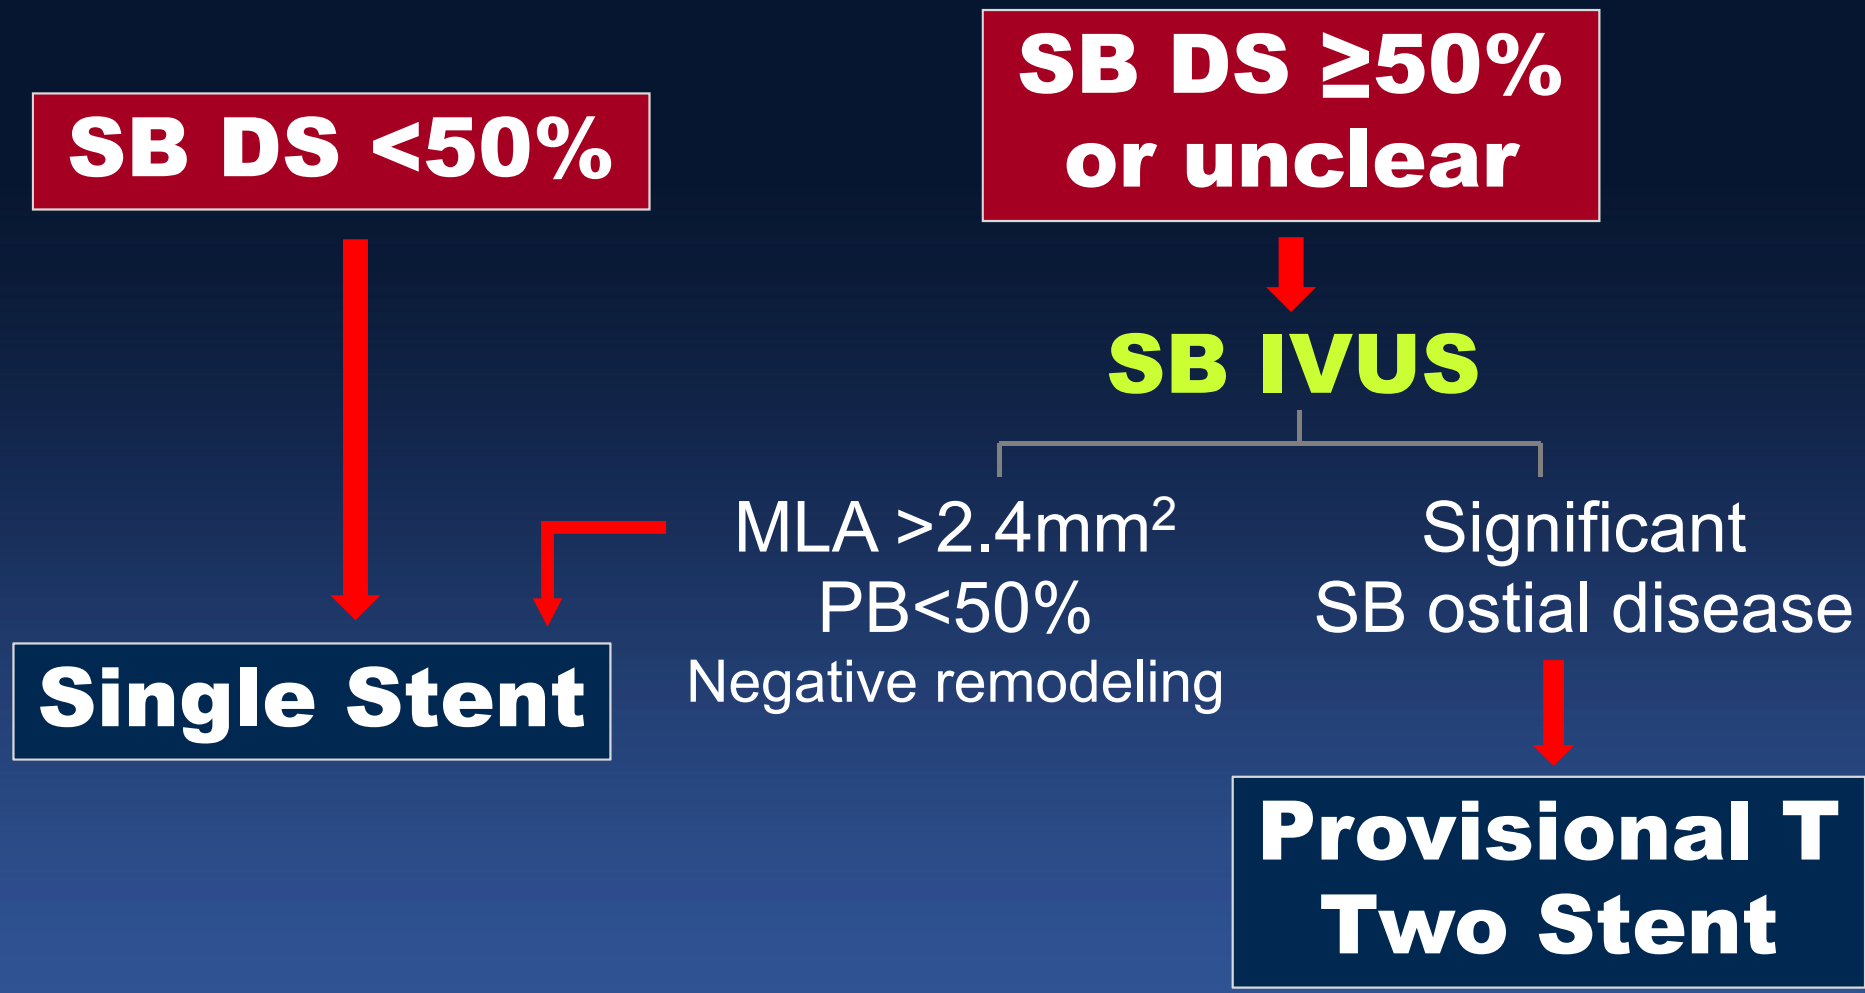 SB DS <50%
SB DS ≥50%
or unclear
SB IVUS
MLA >2.4mm²
PB<50%
Negative remodeling
Significant
SB ostial disease
Single Stent
Provisional T
Two Stent